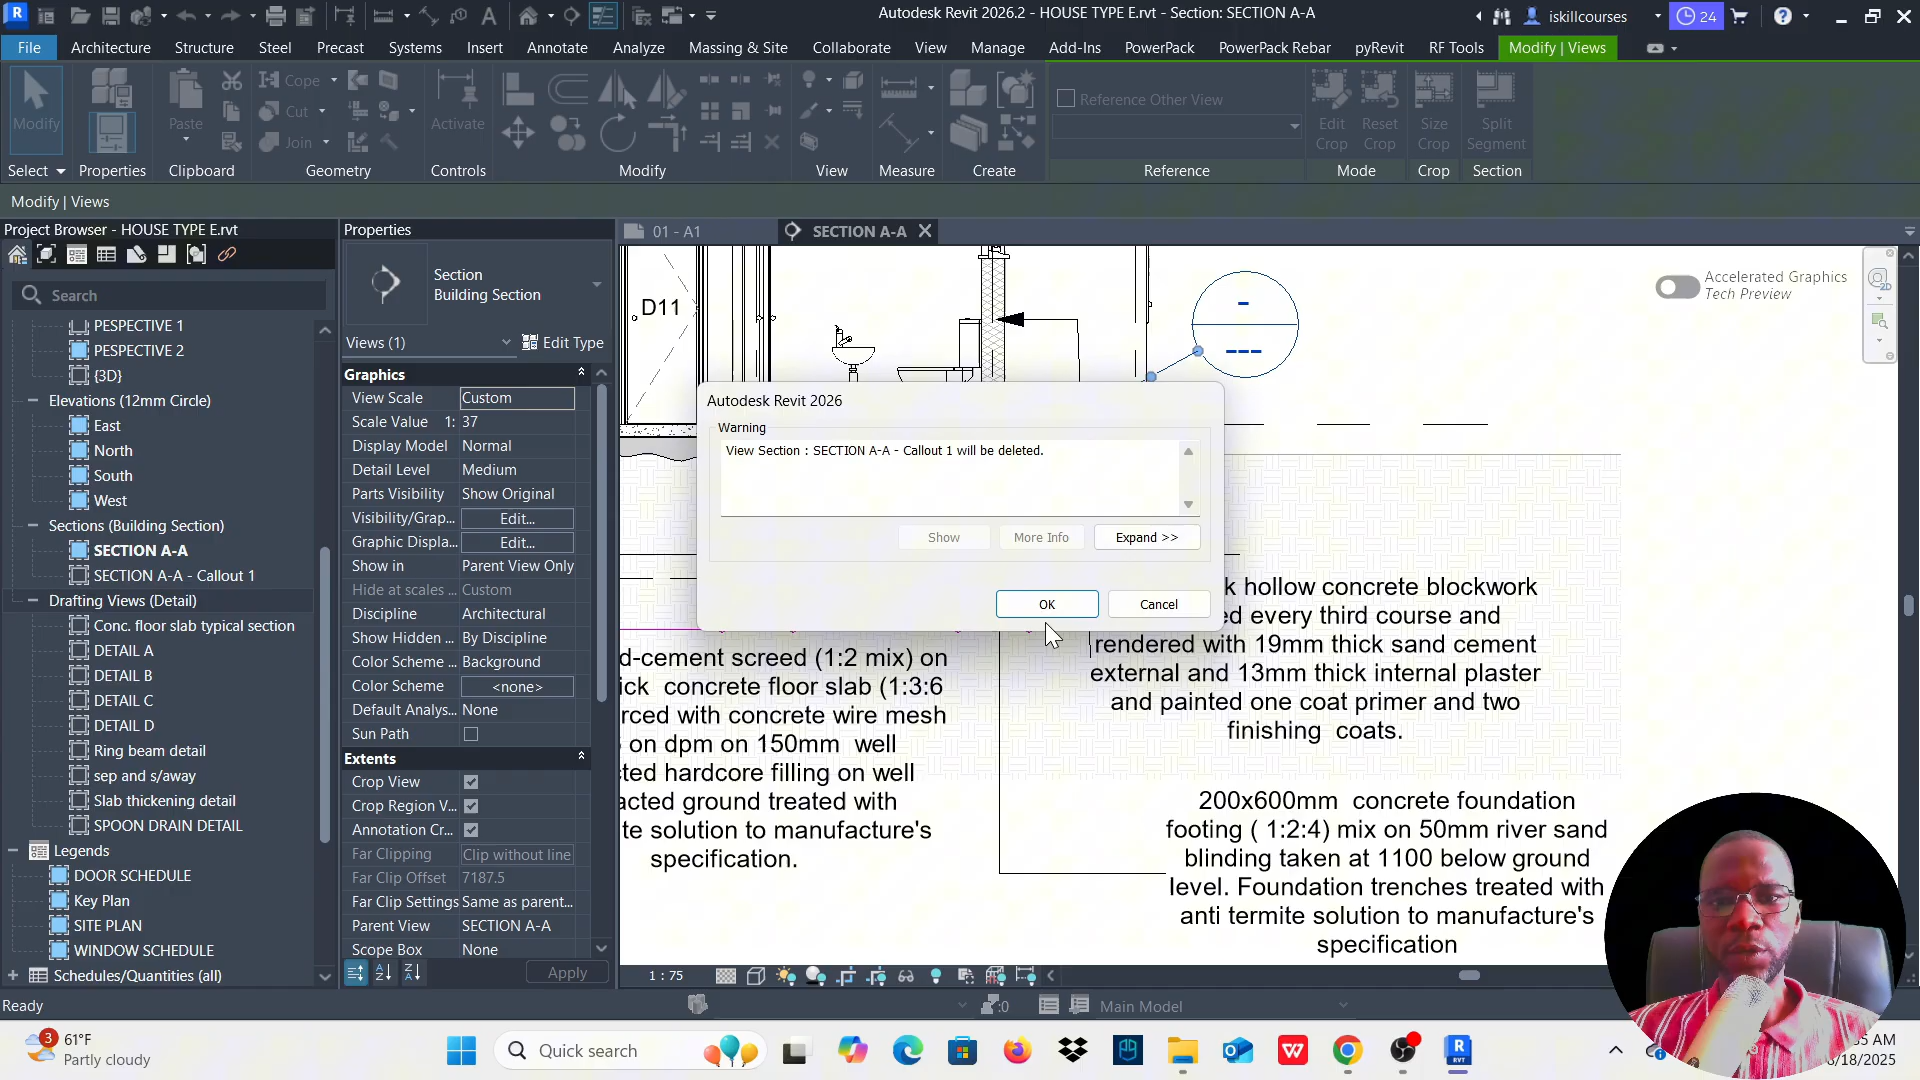 Autodesk Revit 2026.2 - HOUSE TYPE E.rvt - Section: SECTION A-A
iskillcourses
24
File
Architecture
Structure
Steel
Precast
Systems
Insert
Annotate
Analyze
Massing & Site
Collaborate
View
Manage
Add-Ins
PowerPack
PowerPack Rebar
pyRevit
RF Tools
Modify | Views
Modify
Paste
Cope
Cut
Join
Activate
Reference Other View
Edit Crop
Reset Crop
Size Crop
Split Segment
Select
Properties
Clipboard
Geometry
Controls
Modify
View
Measure
Create
Reference
Mode
Crop
Section
Modify | Views
Project Browser - HOUSE TYPE E.rvt
Search
PESPECTIVE 1
PESPECTIVE 2
{3D}
Elevations (12mm Circle)
East
North
South
West
Sections (Building Section)
SECTION A-A
SECTION A-A - Callout 1
Drafting Views (Detail)
Conc. floor slab typical section
DETAIL A
DETAIL B
DETAIL C
DETAIL D
Ring beam detail
sep and s/away
Slab thickening detail
SPOON DRAIN DETAIL
Legends
DOOR SCHEDULE
Key Plan
SITE PLAN
WINDOW SCHEDULE
Schedules/Quantities (all)
Properties
Section
Building Section
Views (1)
Edit Type
Graphics
View Scale Custom
Scale Value 1: 37
Display Model Normal
Detail Level Medium
Parts Visibility Show Original
Visibility/Grap... Edit...
Graphic Displa... Edit...
Show in Parent View Only
Hide at scales ... Custom
Discipline Architectural
Show Hidden ... By Discipline
Color Scheme ... Background
Color Scheme <none>
Default Analys... None
Sun Path
Extents
Crop View
Crop Region V...
Annotation Cr...
Far Clipping Clip without line
Far Clip Offset 7187.5
Far Clip Settings Same as parent...
Parent View SECTION A-A
Scope Box None
Apply
01 - A1
SECTION A-A
D11
-
---
Accelerated Graphics
Tech Preview
2D
Autodesk Revit 2026
Warning
View Section : SECTION A-A - Callout 1 will be deleted.
Show
More Info
Expand >>
OK
Cancel
k hollow concrete blockwork
ed every third course and
rendered with 19mm thick sand cement
external and 13mm thick internal plaster
and painted one coat primer and two
finishing coats.
d-cement screed (1:2 mix) on
ick concrete floor slab (1:3:6
rced with concrete wire mesh
on dpm on 150mm well
ted hardcore filling on well
acted ground treated with
te solution to manufacture's
specification.
200x600mm concrete foundation
footing ( 1:2:4) mix on 50mm river sand
blinding taken at 1100 below ground
level. Foundation trenches treated with
anti termite solution to manufacture's
specification
1 : 75
Ready
:0
Main Model
3
61°F
Partly cloudy
Quick search
AM
/18/2025